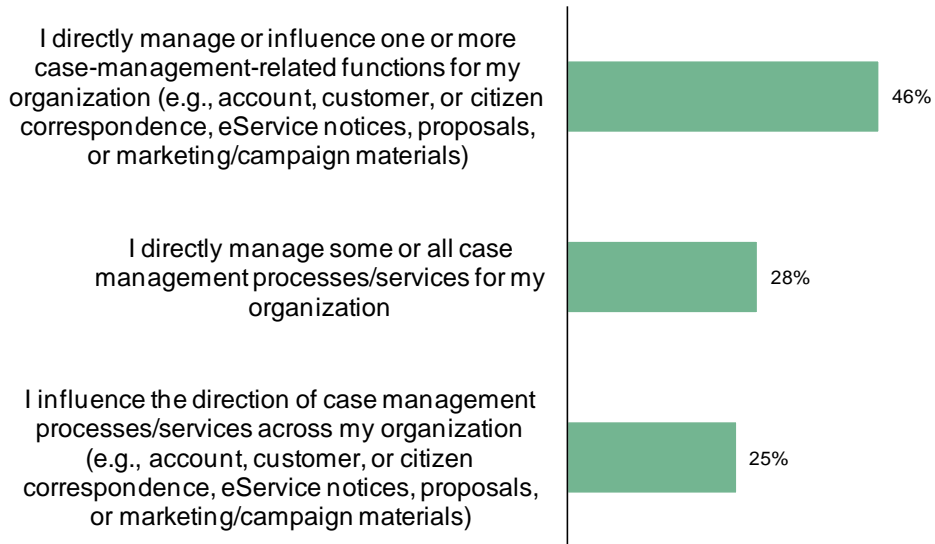 I directly manage or influence one or more
case-management-related functions for my
organization (e.g., account, customer, or citizen
correspondence, eService notices, proposals,
or marketing/campaign materials)
46%
I directly manage some or all case
management processes/services for my
organization
28%
I influence the direction of case management
processes/services across my organization
(e.g., account, customer, or citizen
correspondence, eService notices, proposals,
or marketing/campaign materials)
25%